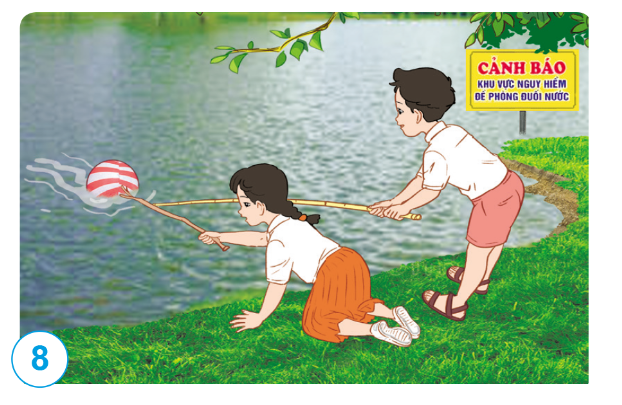 CẢNH BÁO
KHU VỰC NGUY HIỂM
ĐỀ PHÒNG ĐUỐI NƯỚC
8